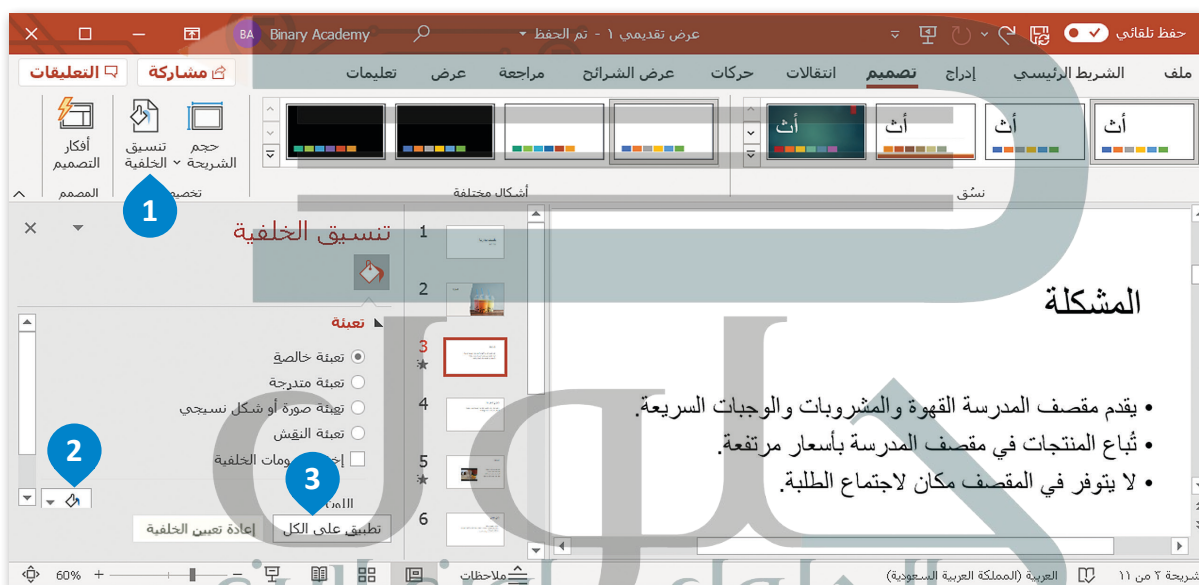 حفظ تلقائي
عرض تقديمي ١ - تم الحفظ
Binary Academy
BA
ملف
الشريط الرئيسي
إدراج
تصميم
انتقالات
حركات
عرض الشرائح
مراجعة
عرض
تعليمات
مشاركة
التعليقات
أث
أث
أث
أث
حجم الشريحة
تنسيق الخلفية
أفكار التصميم
نسُق
أشكال مختلفة
المصمم
1
المشكلة
• يقدم مقصف المدرسة القهوة والمشروبات والوجبات السريعة.
• تُباع المنتجات في مقصف المدرسة بأسعار مرتفعة.
• لا يتوفر في المقصف مكان لاجتماع الطلبة.
1
2
3
4
5
6
تنسيق الخلفية
تعبئة
تعبئة خالصة
تعبئة متدرجة
تعبئة صورة أو شكل نسيجي
تعبئة النقش
الخلفية
2
3
تطبيق على الكل
إعادة تعيين الخلفية
العربية (المملكة العربية السعودية)
ملاحظات
60%